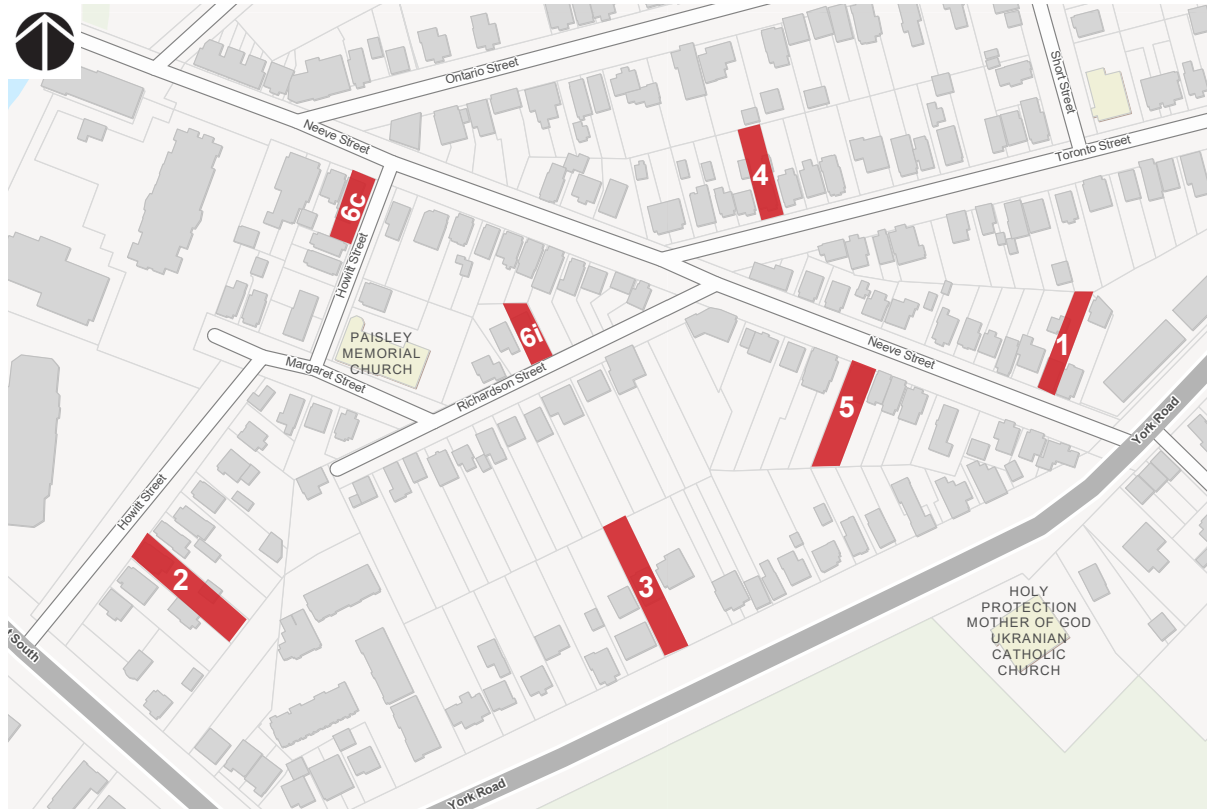 Ontario Street
Short Street
Neeve Street
Toronto Street
4
6c
Howitt Street
6i
1
PAISLEY
MEMORIAL
CHURCH
Neeve Street
Margaret Street
Richardson Street
5
York Road
Howitt Street
2
3
HOLY
PROTECTION
MOTHER OF GOD
UKRANIAN
CATHOLIC
CHURCH
t South
York Road